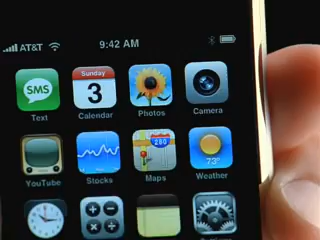 AT&T 9:42 AM
SMS Sunday
3
Text Calendar Photos Camera
280
73°
YouTube Stocks Maps Weather